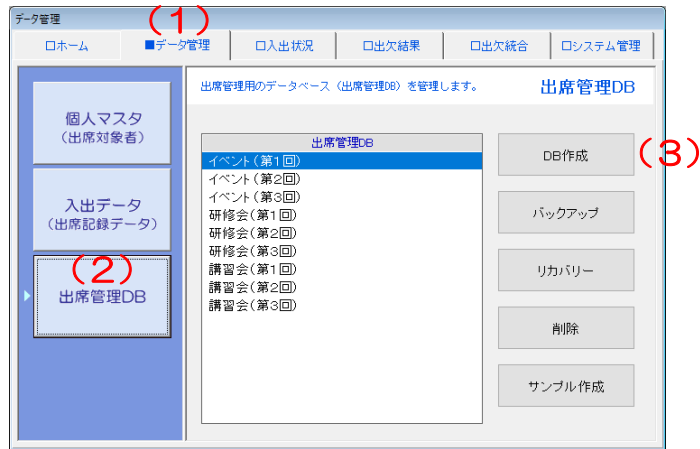 データ管理
(1)
□ホーム ■データ管理 □入出状況 □出欠結果 □出欠統合 □システム管理
個人マスタ
(出席対象者)
入出データ
(出席記録データ)
(2)
出席管理DB
出席管理用のデータベース(出席管理DB)を管理します。 出席管理DB
出席管理DB
イベント(第1回)
イベント(第2回)
イベント(第3回)
研修会(第1回)
研修会(第2回)
研修会(第3回)
講習会(第1回)
講習会(第2回)
講習会(第3回)
DB作成
(3)
バックアップ
リカバリー
削除
サンプル作成